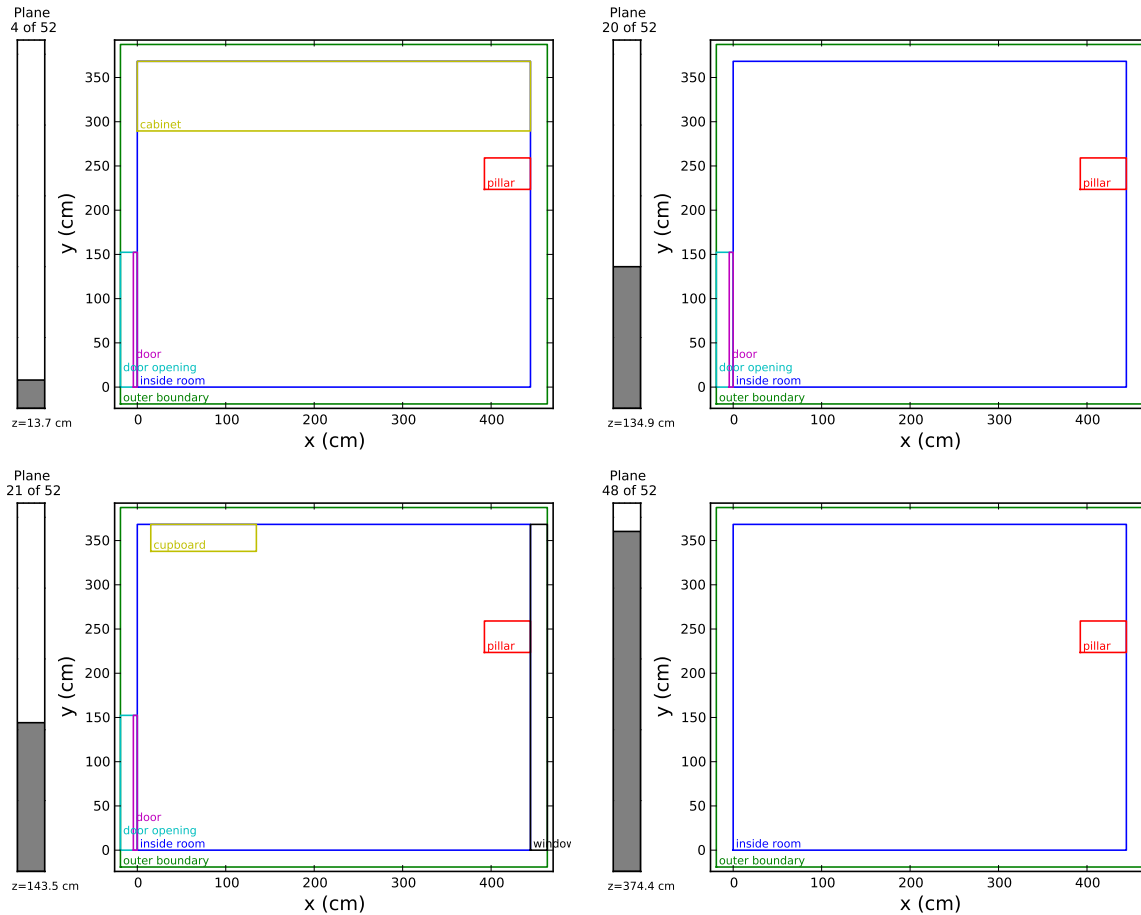 Plane
4 of 52
350
300
250
200
150
100
50
0
y (cm)
cabinet
pillar
door
door opening
inside room
outer boundary
0
100
200
300
400
x (cm)
z=13.7 cm
Plane
20 of 52
350
300
250
200
150
100
50
0
y (cm)
pillar
door
door opening
inside room
outer boundary
0
100
200
300
400
x (cm)
z=134.9 cm
Plane
21 of 52
350
300
250
200
150
100
50
0
y (cm)
cupboard
pillar
door
door opening
inside room
window
outer boundary
0
100
200
300
400
x (cm)
z=143.5 cm
Plane
48 of 52
350
300
250
200
150
100
50
0
y (cm)
pillar
inside room
outer boundary
0
100
200
300
400
x (cm)
z=374.4 cm